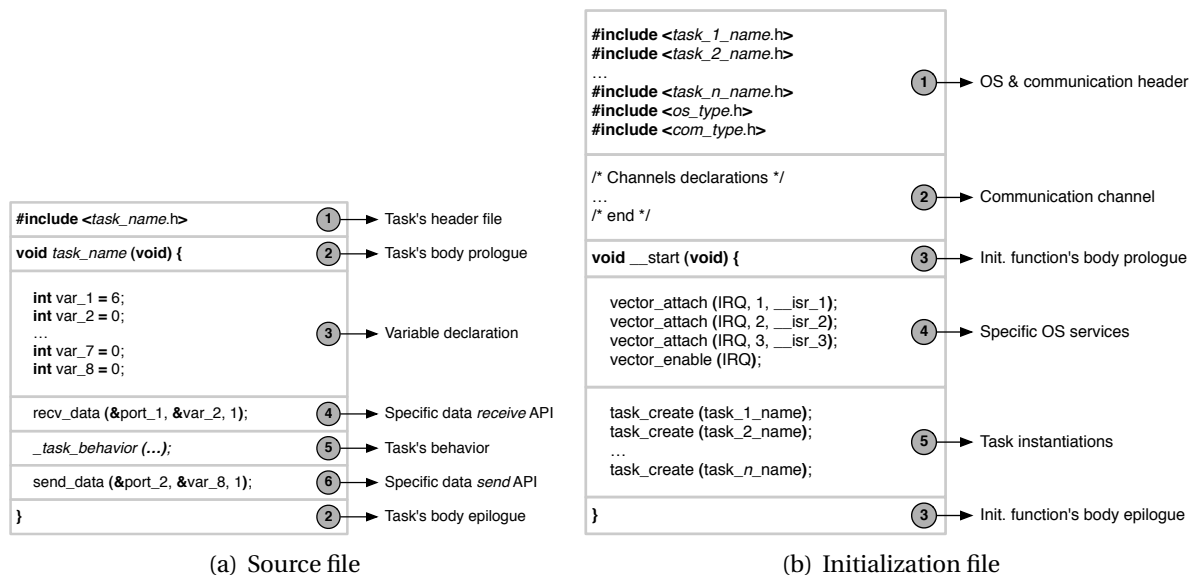 #include <task_name.h>
1
Task's header file
void task_name (void) {
2
Task's body prologue
int var_1 = 6;
int var_2 = 0;
...
int var_7 = 0;
int var_8 = 0;
3
Variable declaration
recv_data (&port_1, &var_2, 1);
4
Specific data receive API
_task_behavior (...);
5
Task's behavior
send_data (&port_2, &var_8, 1);
6
Specific data send API
}
2
Task's body epilogue
(a) Source file
#include <task_1_name.h>
#include <task_2_name.h>
...
#include <task_n_name.h>
#include <os_type.h>
#include <com_type.h>
1
OS & communication header
/* Channels declarations */
...
/* end */
2
Communication channel
void __start (void) {
3
Init. function's body prologue
vector_attach (IRQ, 1, __isr_1);
vector_attach (IRQ, 2, __isr_2);
vector_attach (IRQ, 3, __isr_3);
vector_enable (IRQ);
4
Specific OS services
task_create (task_1_name);
task_create (task_2_name);
...
task_create (task_n_name);
5
Task instantiations
}
3
Init. function's body epilogue
(b) Initialization file